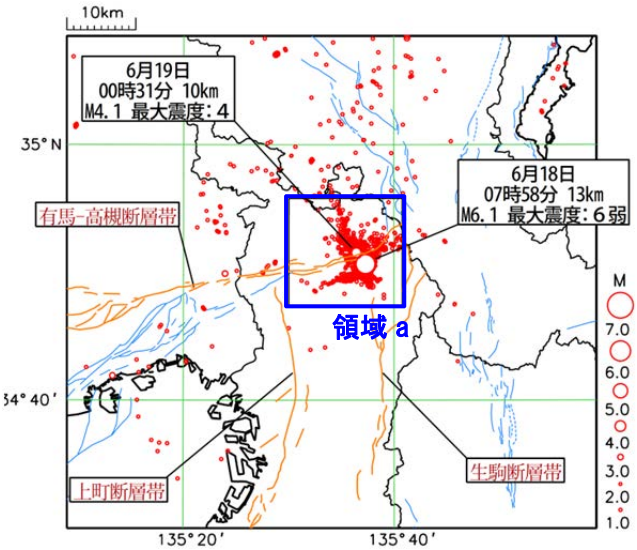 10km
6月19日
00時31分 10km
M4.1 最大震度:4
35°N
6月18日
07時58分 13km
M6.1 最大震度:6弱
有馬-高槻断層帯
M
7.0
領域 a
6.0
34°40′
5.0
4.0
生駒断層帯
3.0
上町断層帯
2.0
1.0
135°20′
135°40′